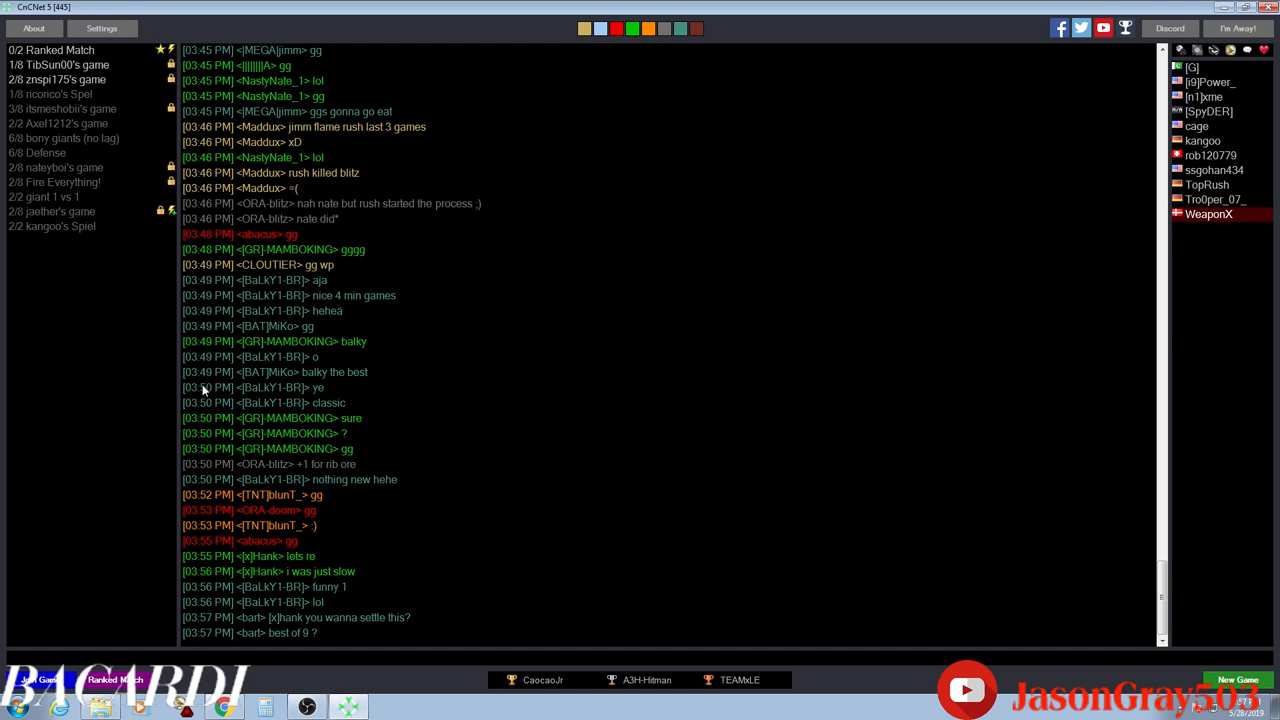 CnCNet 5 [445]
About
Settings
Discord
I'm Away!
0/2 Ranked Match
1/8 TibSun00's game
2/8 znspi175's game
1/8 ricorico's Spel
3/8 itsmeshobii's game
2/2 Axel1212's game
6/8 bony giants (no lag)
6/8 Defense
2/8 nateyboi's game
2/8 Fire Everything!
2/2 giant 1 vs 1
2/8 jaether's game
2/2 kangoo's Spiel
[03:45 PM] <|MEGA|jimm> gg
[03:45 PM] <||||||||A> gg
[03:45 PM] <NastyNate_1> lol
[03:45 PM] <NastyNate_1> gg
[03:45 PM] <|MEGA|jimm> ggs gonna go eat
[03:46 PM] <Maddux> jimm flame rush last 3 games
[03:46 PM] <Maddux> xD
[03:46 PM] <NastyNate_1> lol
[03:46 PM] <Maddux> rush killed blitz
[03:46 PM] <Maddux> =(
[03:46 PM] <ORA-blitz> nah nate but rush started the process ;)
[03:46 PM] <ORA-blitz> nate did*
[03:48 PM] <abacus> gg
[03:48 PM] <[GR]-MAMBOKING> gggg
[03:49 PM] <CLOUTIER> gg wp
[03:49 PM] <[BaLkY1-BR]> aja
[03:49 PM] <[BaLkY1-BR]> nice 4 min games
[03:49 PM] <[BaLkY1-BR]> heheä
[03:49 PM] <[BAT]MiKo> gg
[03:49 PM] <[GR]-MAMBOKING> balky
[03:49 PM] <[BaLkY1-BR]> o
[03:49 PM] <[BAT]MiKo> balky the best
[03:50 PM] <[BaLkY1-BR]> ye
[03:50 PM] <[BaLkY1-BR]> classic
[03:50 PM] <[GR]-MAMBOKING> sure
[03:50 PM] <[GR]-MAMBOKING> ?
[03:50 PM] <[GR]-MAMBOKING> gg
[03:50 PM] <ORA-blitz> +1 for nb ore
[03:50 PM] <[BaLkY1-BR]> nothing new hehe
[03:52 PM] <[TNT]blunT_> gg
[03:53 PM] <ORA-doom> gg
[03:53 PM] <[TNT]blunT_> :)
[03:55 PM] <abacus> gg
[03:55 PM] <[x]Hank> lets re
[03:56 PM] <[x]Hank> i was just slow
[03:56 PM] <[BaLkY1-BR]> funny 1
[03:56 PM] <[BaLkY1-BR]> lol
[03:57 PM] <bart> [x]hank you wanna settle this?
[03:57 PM] <bart> best of 9 ?
[G]
[i9]Power_
[n1]xme
[SpyDER]
cage
kangoo
rob120779
ssgohan434
TopRush
Tro0per_07_
WeaponX
Join Game
Ranked Match
BACARDI
CaocaoJr
A3H-Hitman
TEAMxLE
New Game
JasonGray503
5/28/2019